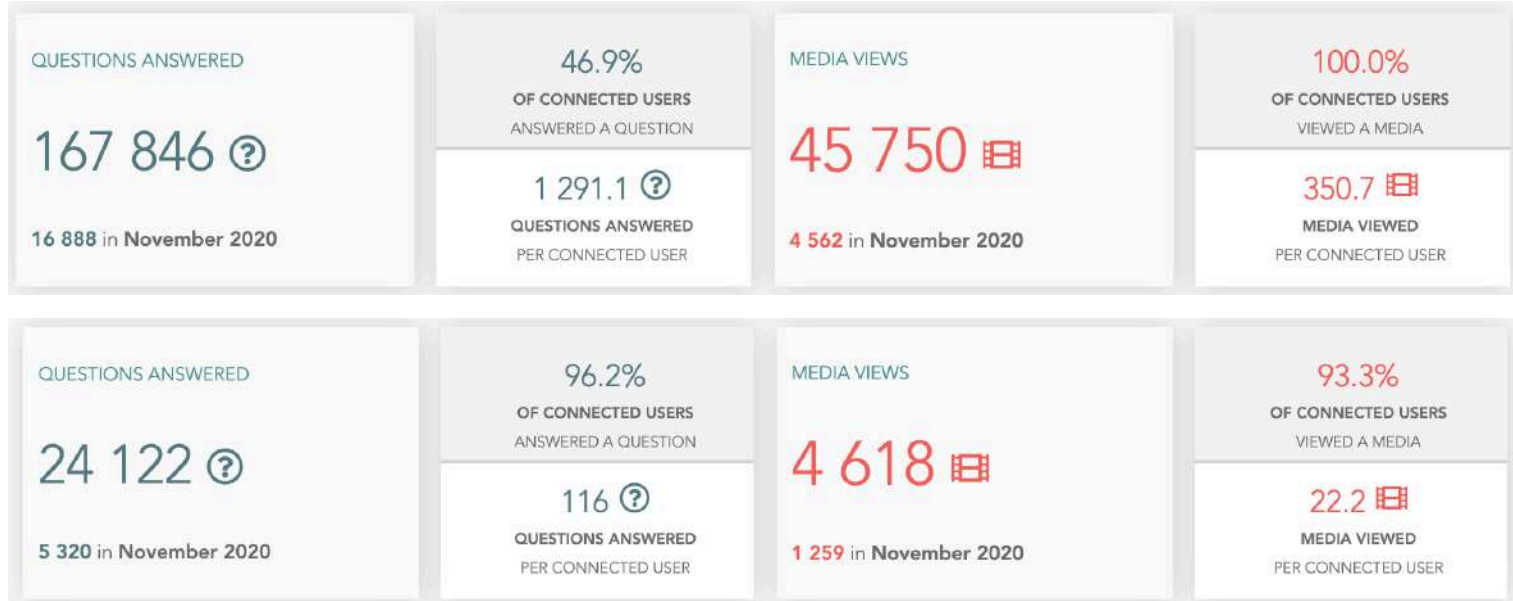 QUESTIONS ANSWERED
167 846
16 888 in November 2020
46.9%
OF CONNECTED USERS
ANSWERED A QUESTION
1 291.1
QUESTIONS ANSWERED
PER CONNECTED USER
MEDIA VIEWS
45 750
4 562 in November 2020
100.0%
OF CONNECTED USERS
VIEWED A MEDIA
350.7
MEDIA VIEWED
PER CONNECTED USER
QUESTIONS ANSWERED
24 122
5 320 in November 2020
96.2%
OF CONNECTED USERS
ANSWERED A QUESTION
116
QUESTIONS ANSWERED
PER CONNECTED USER
MEDIA VIEWS
4 618
1 259 in November 2020
93.3%
OF CONNECTED USERS
VIEWED A MEDIA
22.2
MEDIA VIEWED
PER CONNECTED USER